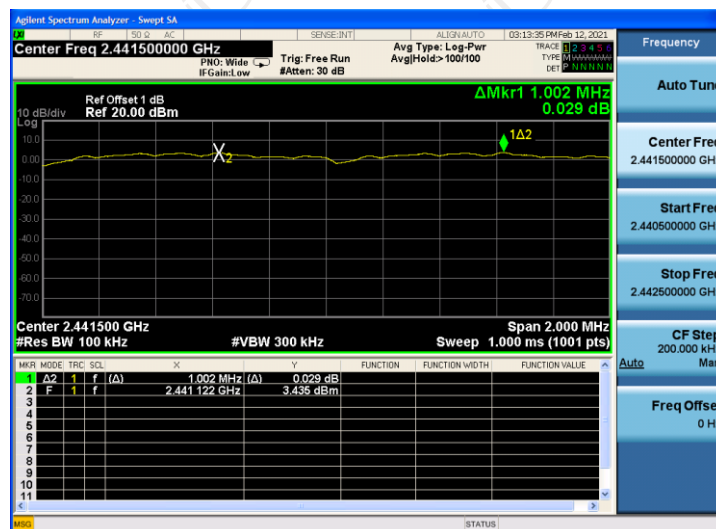 Agilent Spectrum Analyzer - Swept SA
LXI RF 50 Ω AC SENSE:INT ALIGN AUTO 03:13:35 PM Feb 12, 2021
Center Freq 2.441500000 GHz
PNO: Wide
IFGain:Low
Trig: Free Run
#Atten: 30 dB
Avg Type: Log-Pwr
Avg|Hold:>100/100
TRACE 1 2 3 4 5 6
TYPE M
DET P N N N N N
ΔMkr1 1.002 MHz
0.029 dB
Ref Offset 1 dB
10 dB/div Ref 20.00 dBm
Log
1Δ2
10.0
0.00
X2
-10.0
-20.0
-30.0
-40.0
-50.0
-60.0
-70.0
Center 2.441500 GHz Span 2.000 MHz
#Res BW 100 kHz #VBW 300 kHz Sweep 1.000 ms (1001 pts)
MKR MODE TRC SCL X Y FUNCTION FUNCTION WIDTH FUNCTION VALUE
1 Δ2 1 f (Δ) 1.002 MHz (Δ) 0.029 dB
2 F 1 f 2.441 122 GHz 3.435 dBm
3
4
5
6
7
8
9
10
11
MSG STATUS
Frequency
Auto Tun
Center Fre
2.441500000 GH
Start Fre
2.440500000 GH
Stop Fre
2.442500000 GH
CF Step
200.000 kH
Auto Ma
Freq Offse
0 H